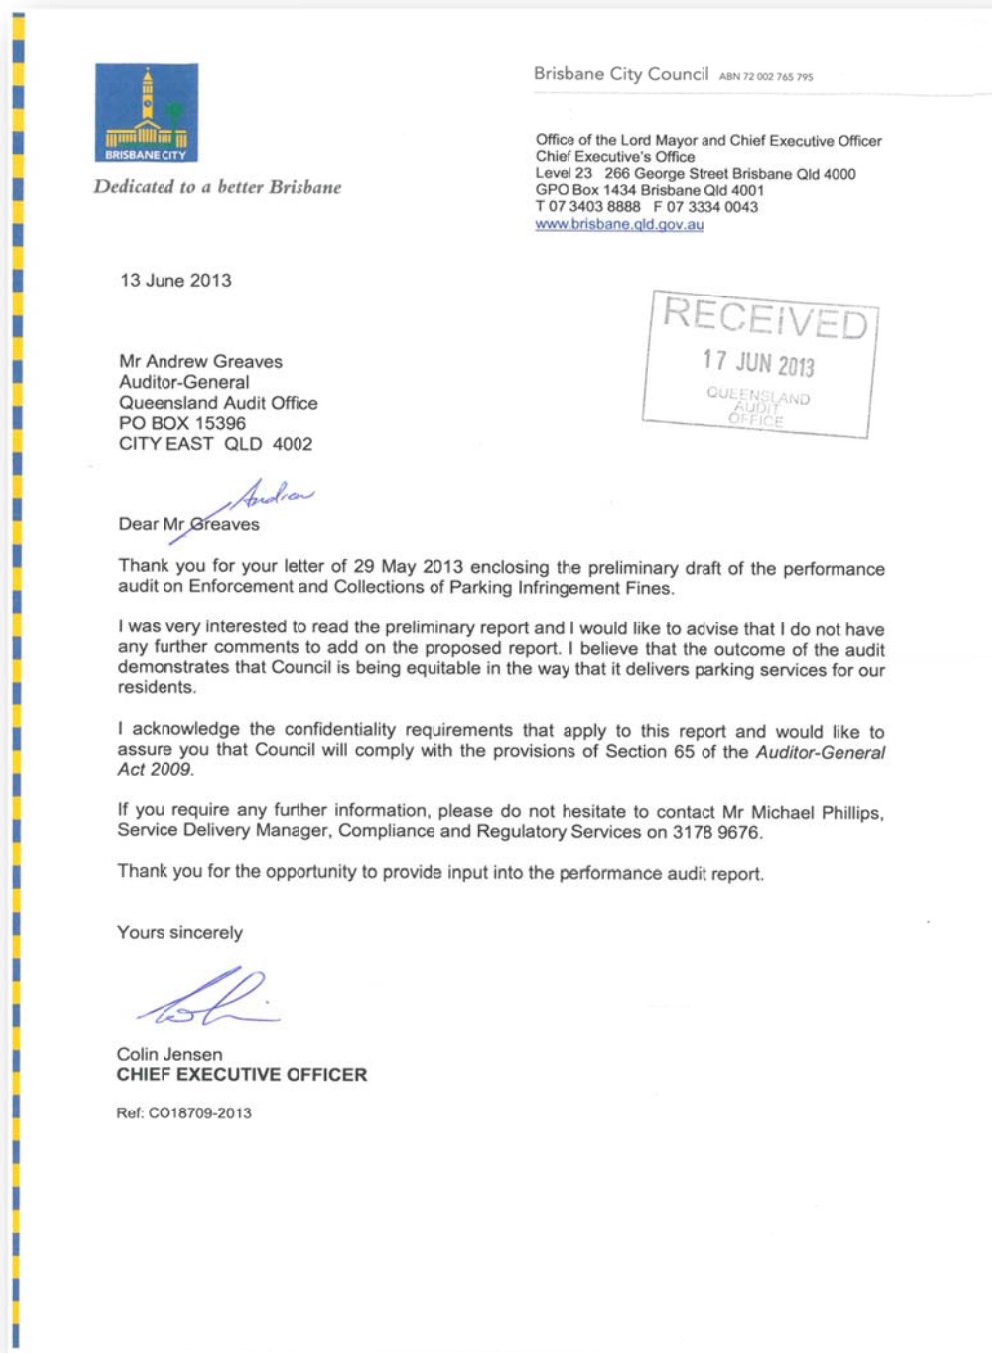 BRISBANE CITY
Dedicated to a better Brisbane
Brisbane City Council ABN 72 002 765 795
Office of the Lord Mayor and Chief Executive Officer
Chief Executive's Office
Level 23 266 George Street Brisbane Qld 4000
GPO Box 1434 Brisbane Qld 4001
T 07 3403 8888 F 07 3334 0043
www.brisbane.qld.gov.au
13 June 2013
RECEIVED
17 JUN 2013
QUEENSLAND
AUDIT
OFFICE
Mr Andrew Greaves
Auditor-General
Queensland Audit Office
PO BOX 15396
CITY EAST QLD 4002
Andrew
Dear Mr Greaves
Thank you for your letter of 29 May 2013 enclosing the preliminary draft of the performance
audit on Enforcement and Collections of Parking Infringement Fines.
I was very interested to read the preliminary report and I would like to advise that I do not have
any further comments to add on the proposed report. I believe that the outcome of the audit
demonstrates that Council is being equitable in the way that it delivers parking services for our
residents.
I acknowledge the confidentiality requirements that apply to this report and would like to
assure you that Council will comply with the provisions of Section 65 of the Auditor-General
Act 2009.
If you require any further information, please do not hesitate to contact Mr Michael Phillips,
Service Delivery Manager, Compliance and Regulatory Services on 3178 9676.
Thank you for the opportunity to provide input into the performance audit report.
Yours sincerely
Colin
Colin Jensen
CHIEF EXECUTIVE OFFICER
Ref: CO18709-2013